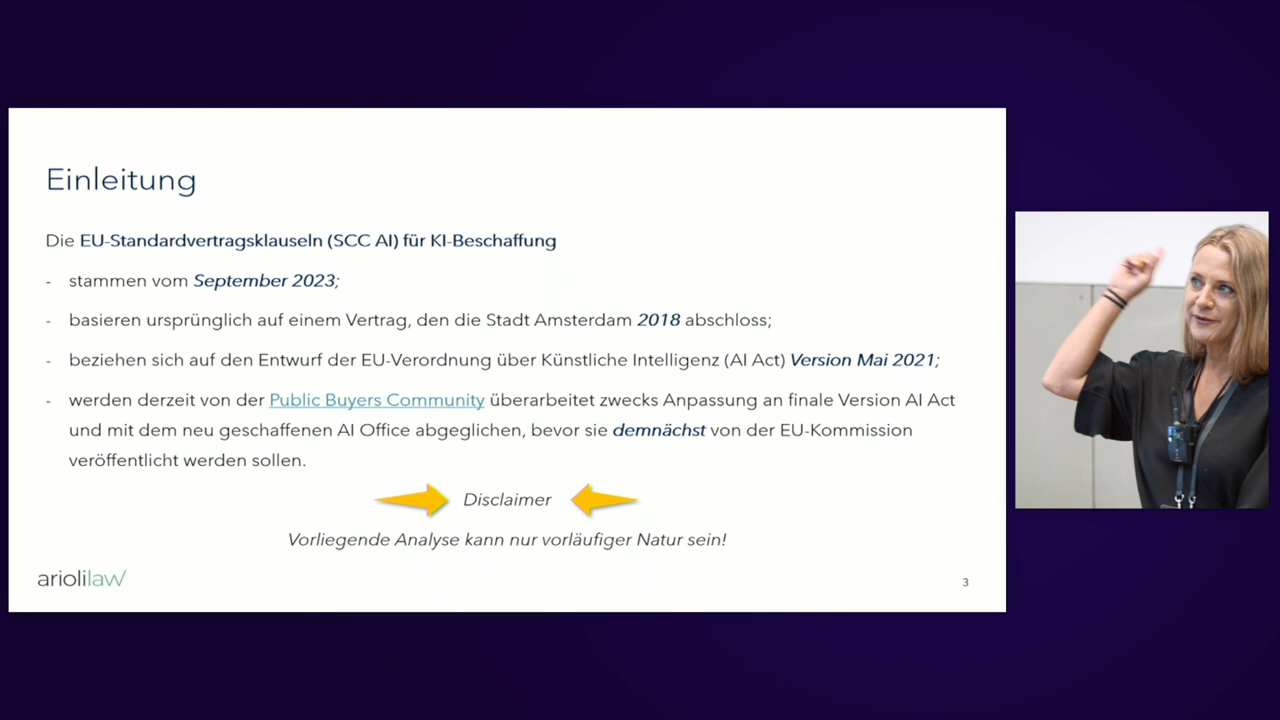 Einleitung
Die EU-Standardvertragsklauseln (SCC AI) für KI-Beschaffung
- stammen vom September 2023;
- basieren ursprünglich auf einem Vertrag, den die Stadt Amsterdam 2018 abschloss;
- beziehen sich auf den Entwurf der EU-Verordnung über Künstliche Intelligenz (AI Act) Version Mai 2021;
- werden derzeit von der Public Buyers Community überarbeitet zwecks Anpassung an finale Version AI Act
und mit dem neu geschaffenen AI Office abgeglichen, bevor sie demnächst von der EU-Kommission
veröffentlicht werden sollen.
Disclaimer
Vorliegende Analyse kann nur vorläufiger Natur sein!
ariolilaw
3